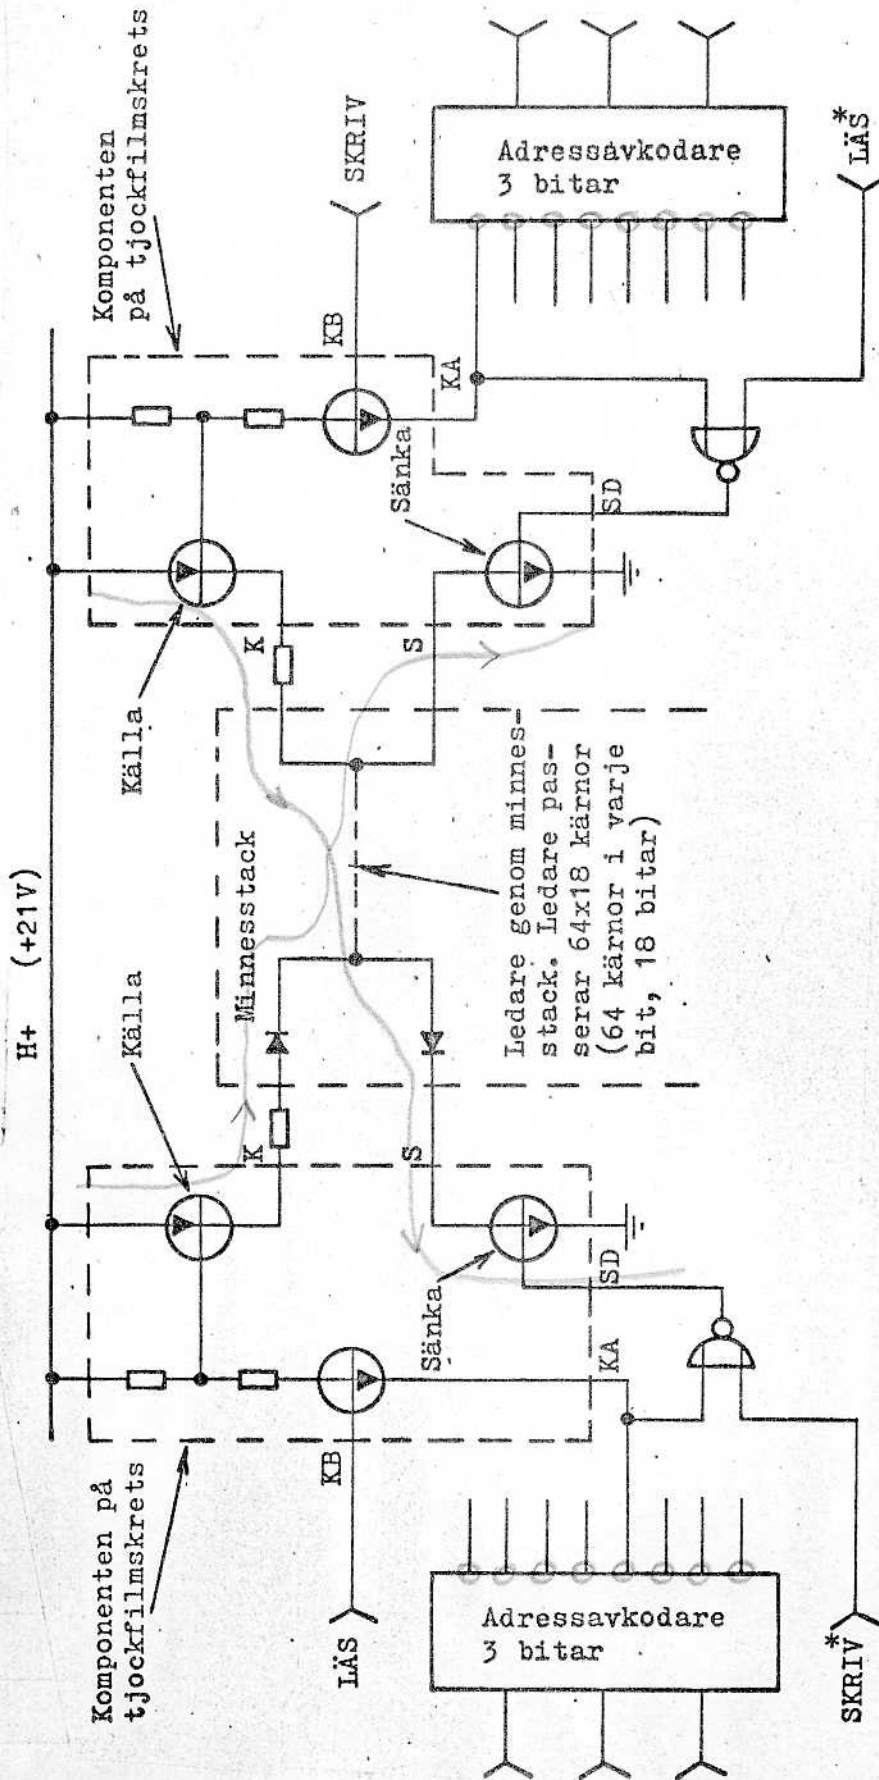 H+ (+21V)
Komponenten på
tjockfilmskrets
Källa
Källa
Komponenten
på tjockfilmskrets
KB
LÄS
K
Minnesstack
K
KB
SKRIV
Sänka
S
S
Sänka
KA
KA
SD
SD
Ledare genom minnes-
stack. Ledare pas-
serar 64x18 kärnor
(64 kärnor i varje
bit, 18 bitar)
Adressavkodare
3 bitar
Adressavkodare
3 bitar
SKRIV*
LÄS*